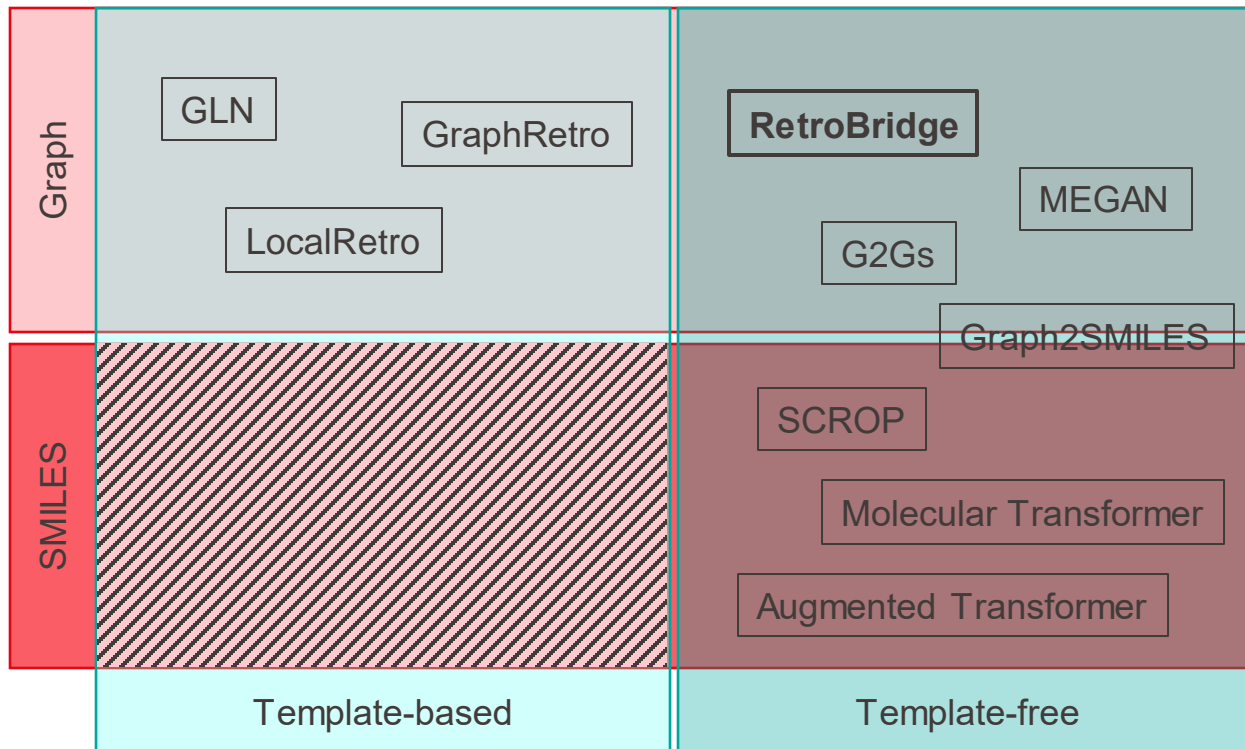 Graph
GLN
GraphRetro
LocalRetro
RetroBridge
MEGAN
G2Gs
Graph2SMILES
SMILES
SCROP
Molecular Transformer
Augmented Transformer
Template-based
Template-free